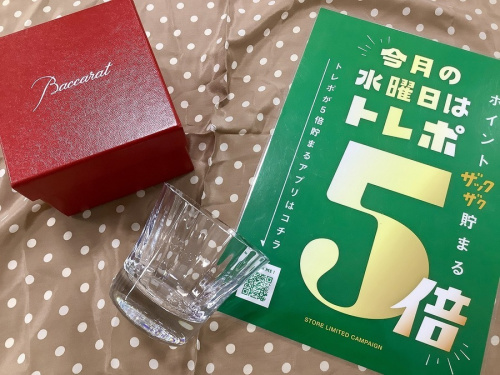 Baccarat
今月の
水曜日は
トレポ
5倍
ポイント
ザックザク
貯まる
トレポが5倍貯まるアプリはコチラ
STORE LIMITED CAMPAIGN